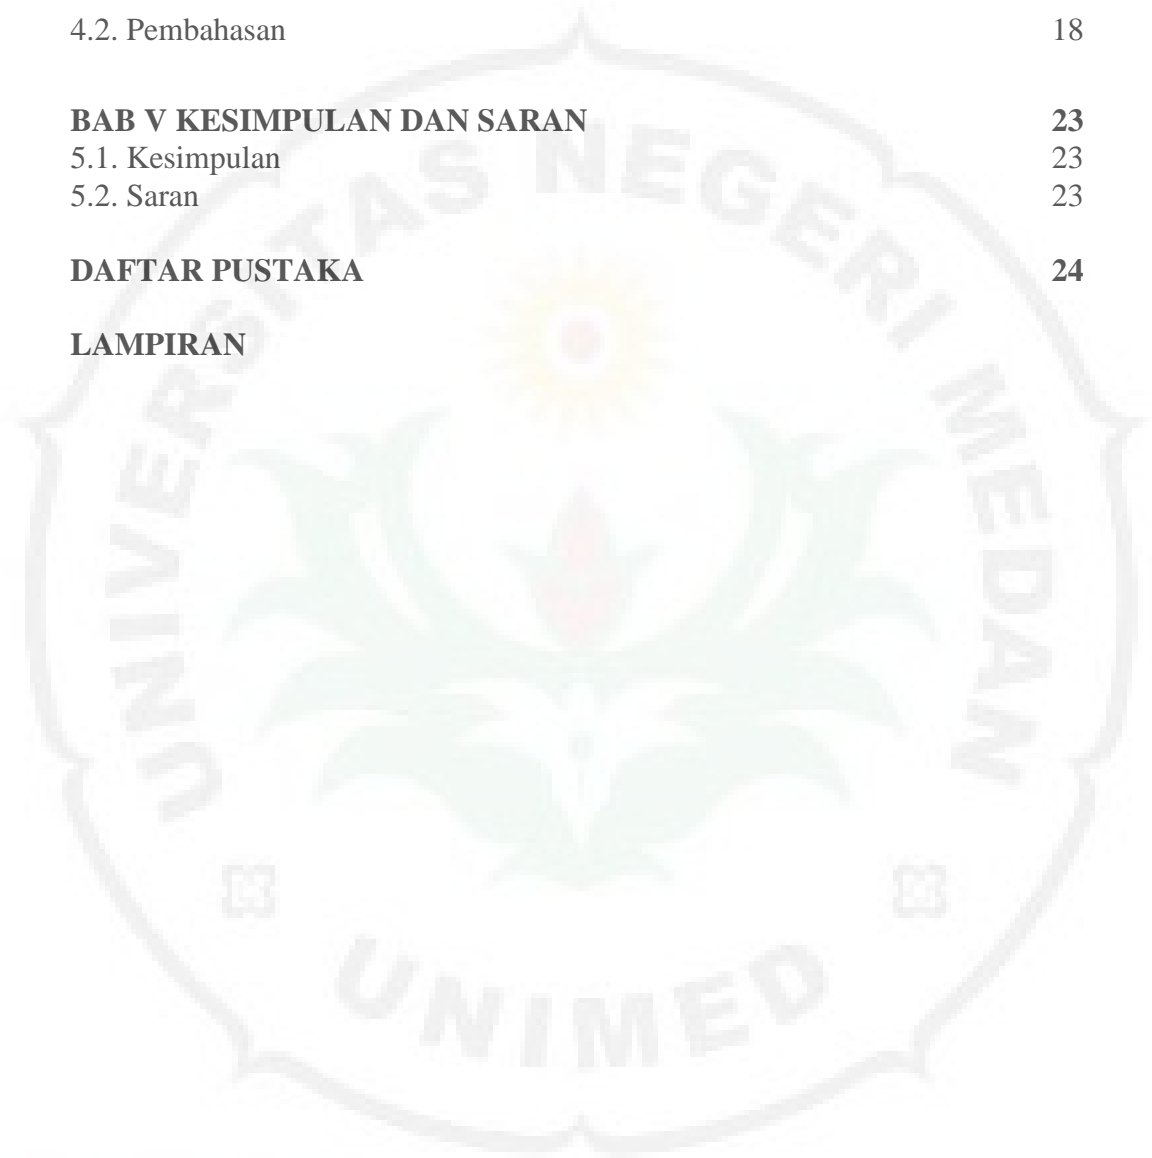 4.2. Pembahasan 18
BAB V KESIMPULAN DAN SARAN 23
5.1. Kesimpulan 23
5.2. Saran 23
DAFTAR PUSTAKA 24
LAMPIRAN
UNIVERSITAS NEGERI MEDAN
UNIMED